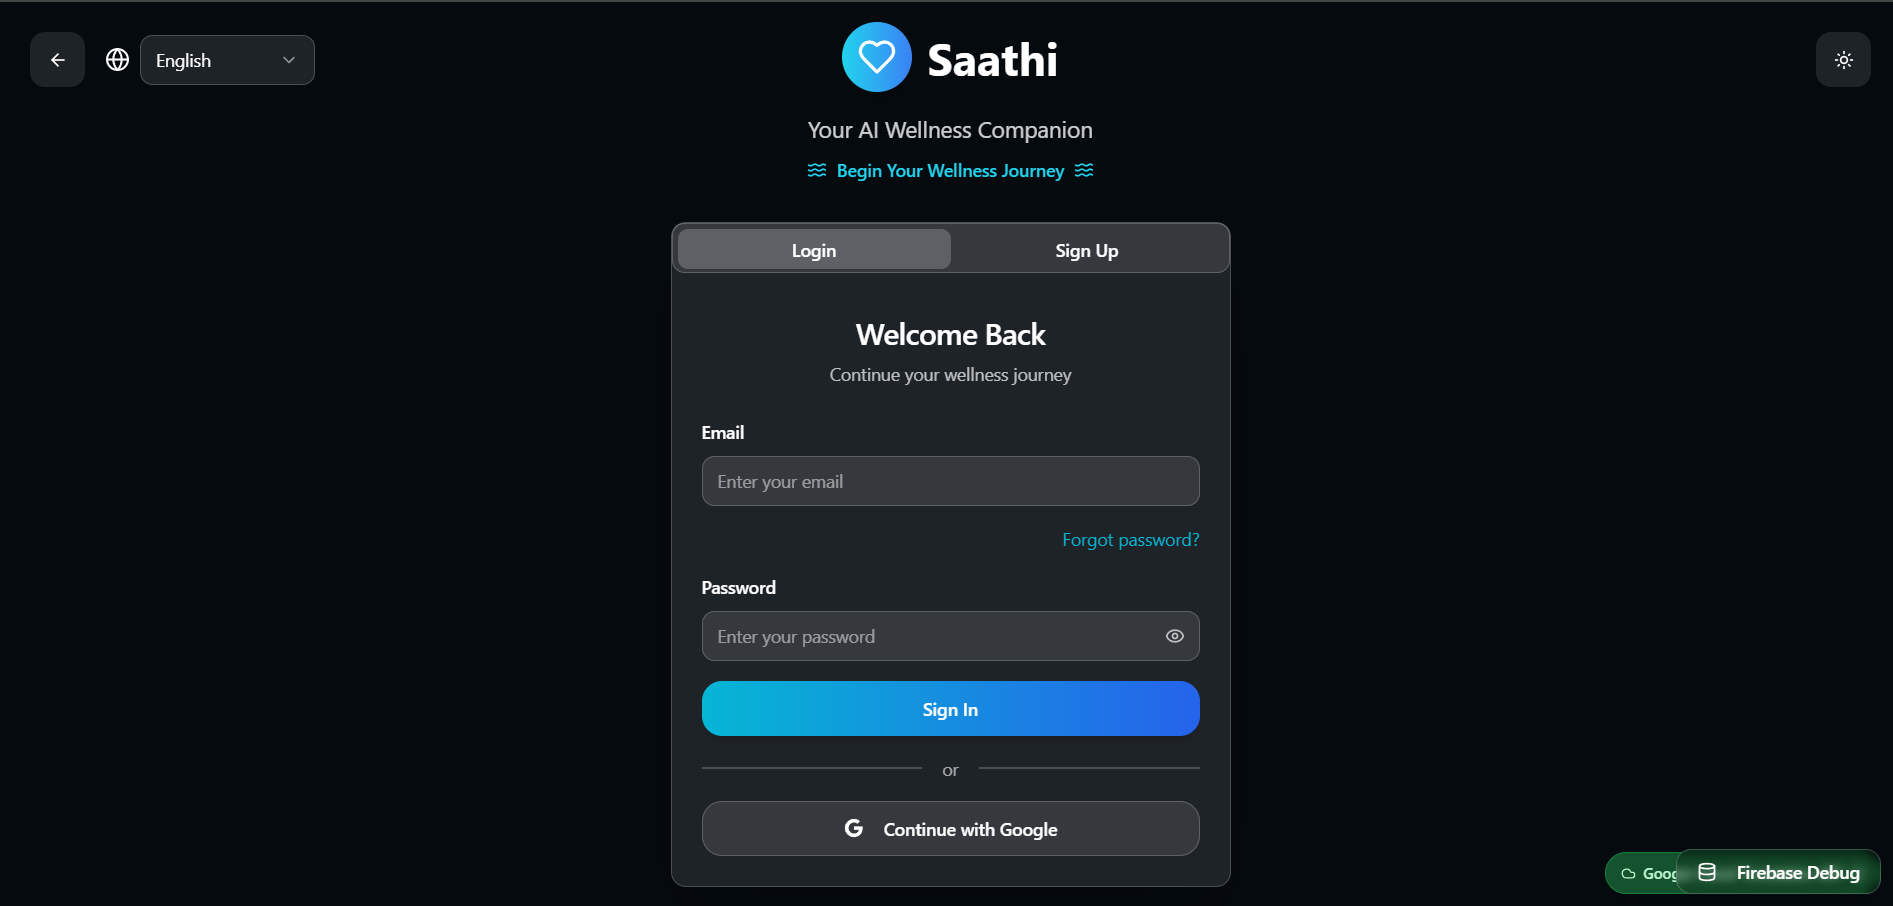 English
Saathi
Your AI Wellness Companion
Begin Your Wellness Journey
Login
Sign Up
Welcome Back
Continue your wellness journey
Email
Enter your email
Forgot password?
Password
Enter your password
Sign In
or
G Continue with Google
Firebase Debug